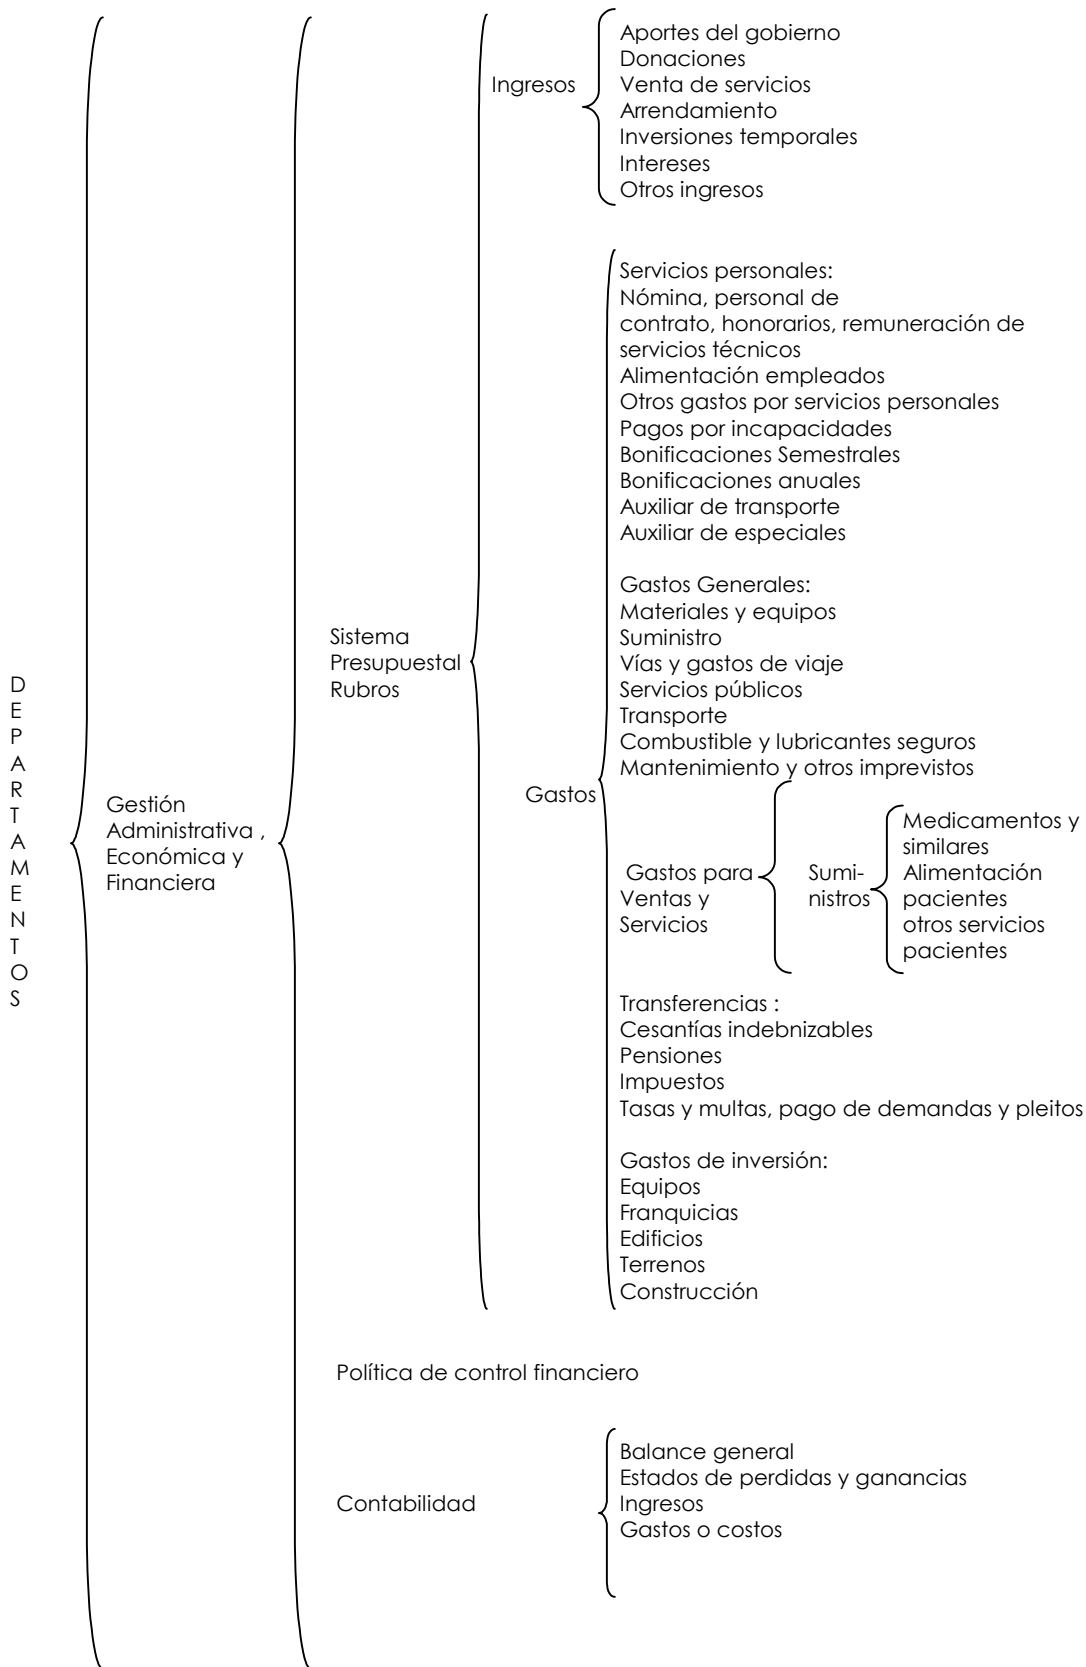 DEPARTAMENTOS
Gestión
Administrativa ,
Económica y
Financiera
Sistema
Presupuestal
Rubros
Ingresos
Aportes del gobierno
Donaciones
Venta de servicios
Arrendamiento
Inversiones temporales
Intereses
Otros ingresos
Gastos
Servicios personales:
Nómina, personal de
contrato, honorarios, remuneración de
servicios técnicos
Alimentación empleados
Otros gastos por servicios personales
Pagos por incapacidades
Bonificaciones Semestrales
Bonificaciones anuales
Auxiliar de transporte
Auxiliar de especiales
Gastos Generales:
Materiales y equipos
Suministro
Vías y gastos de viaje
Servicios públicos
Transporte
Combustible y lubricantes seguros
Mantenimiento y otros imprevistos
Gastos para
Ventas y
Servicios
Sumi-
nistros
Medicamentos y
similares
Alimentación
pacientes
otros servicios
pacientes
Transferencias :
Cesantías indebnizables
Pensiones
Impuestos
Tasas y multas, pago de demandas y pleitos
Gastos de inversión:
Equipos
Franquicias
Edificios
Terrenos
Construcción
Política de control financiero
Contabilidad
Balance general
Estados de perdidas y ganancias
Ingresos
Gastos o costos